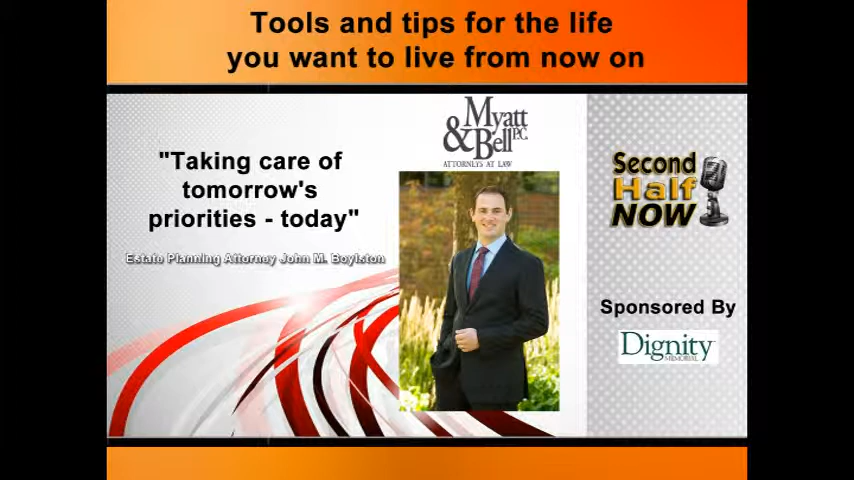 Tools and tips for the life
you want to live from now on
Myatt
& Bell P.C.
ATTORNEYS AT LAW
"Taking care of
tomorrow's
priorities - today"
Estate Planning Attorney John M. Boylston
Second
Half
NOW
Sponsored By
Dignity
MEMORIAL